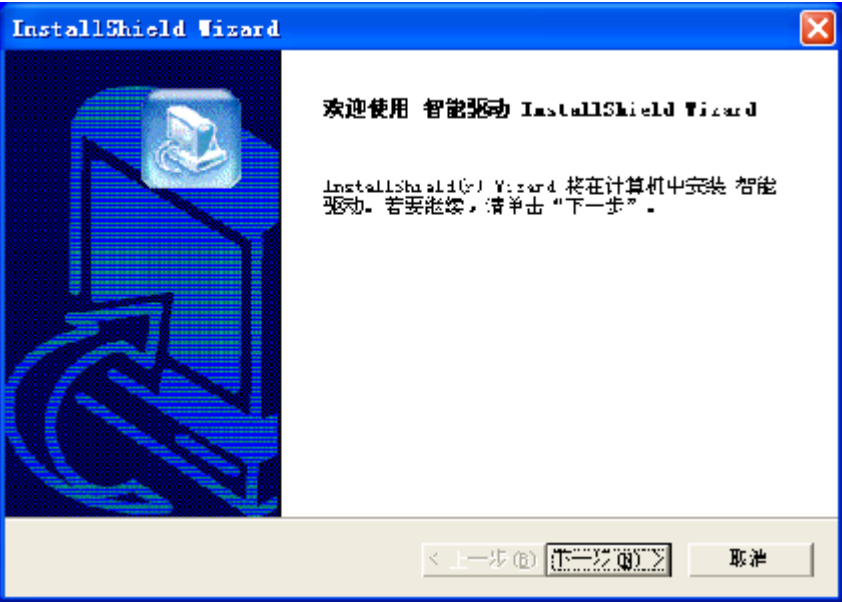 InstallShield Wizard
欢迎使用 智能驱动 InstallShield Wizard
InstallShield(r) Wizard 将在计算机中安装 智能
驱动。若要继续，请单击“下一步”。
< 上一步(B)
下一步(N) >
取消